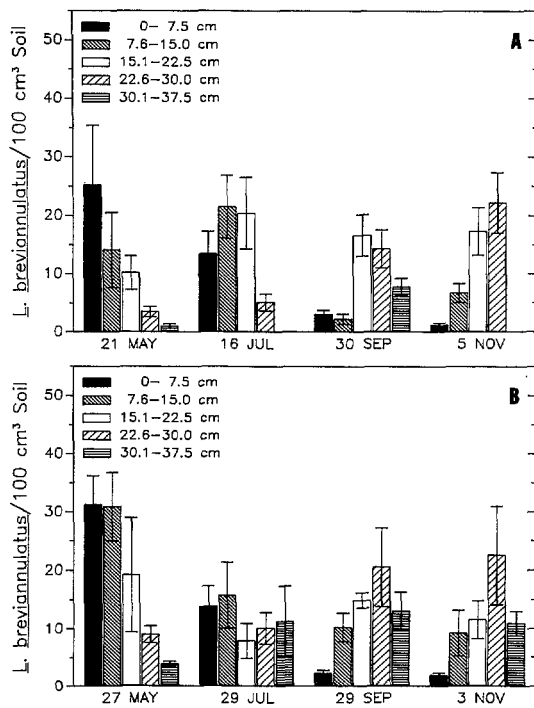 A
L. breviannulatus/100 cm³ Soil
50
40
30
20
10
0
0- 7.5 cm
7.6-15.0 cm
15.1-22.5 cm
22.6-30.0 cm
30.1-37.5 cm
21 MAY
16 JUL
30 SEP
5 NOV
B
L. breviannulatus/100 cm³ Soil
50
40
30
20
10
0
0- 7.5 cm
7.6-15.0 cm
15.1-22.5 cm
22.6-30.0 cm
30.1-37.5 cm
27 MAY
29 JUL
29 SEP
3 NOV